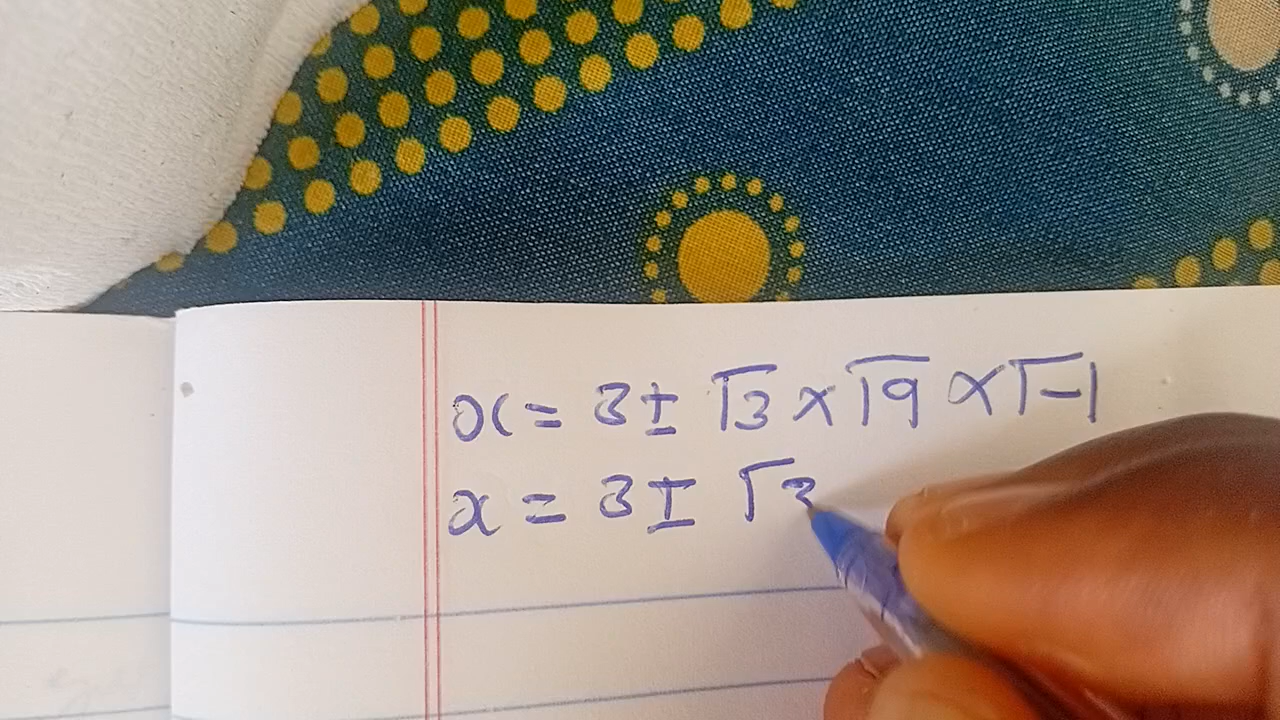 x = 3 ± √3 × √9 × √-1
x = 3 ± √3